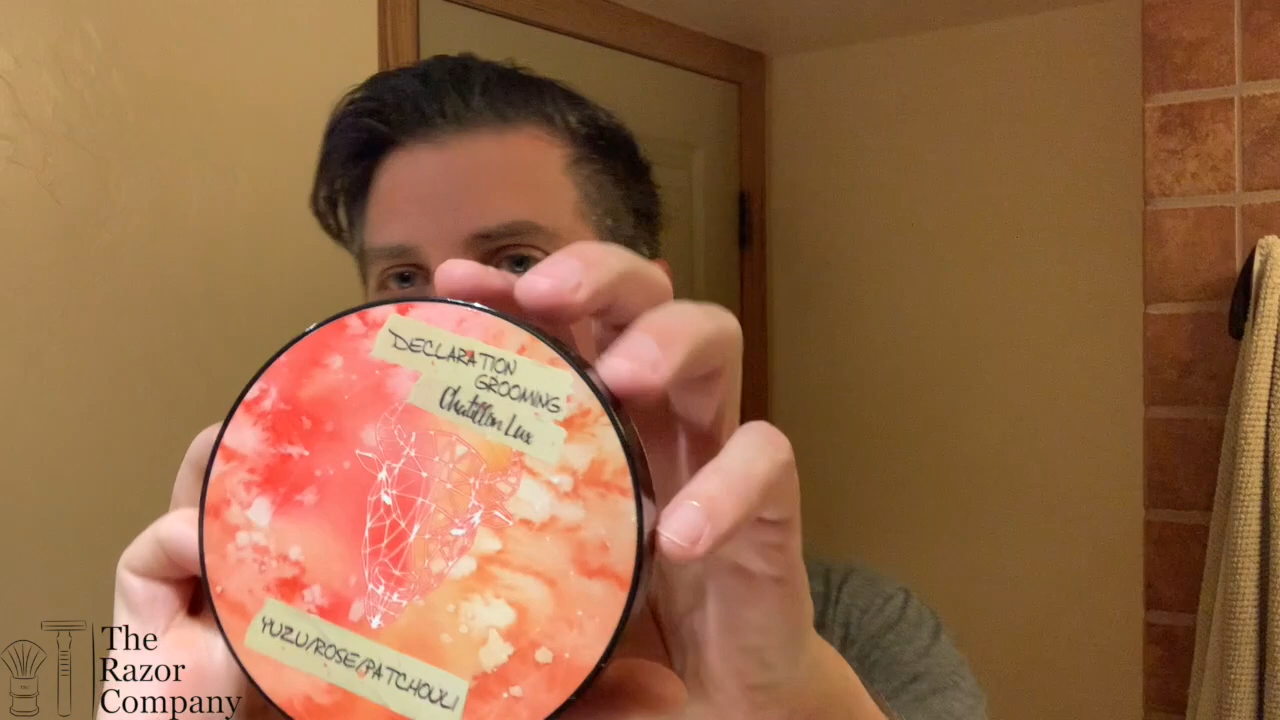 DECLARATION
GROOMING
Chatillon Lux
YUZU/ROSE/PATCHOULI
The
Razor
Company